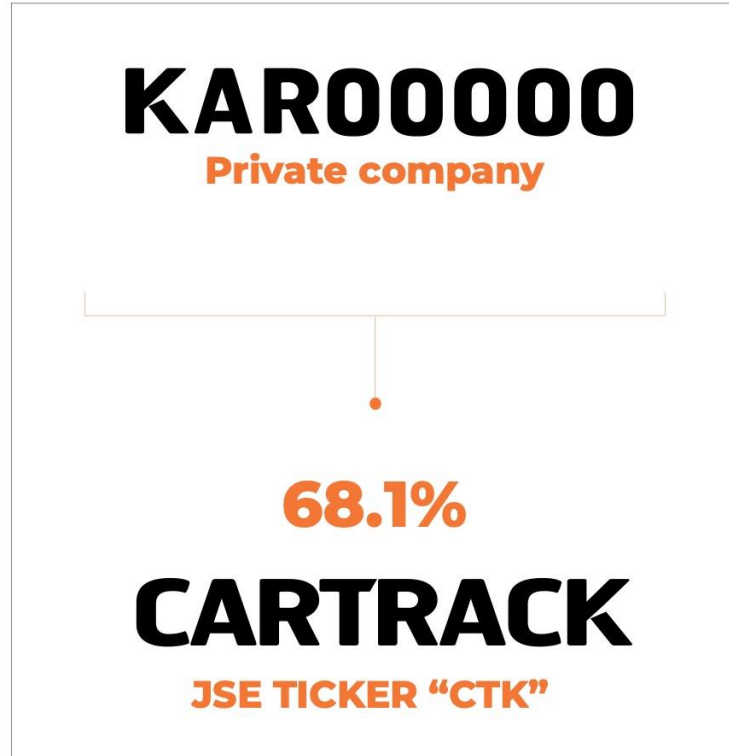 KAROOOOO
Private company
68.1%
CARTRACK
JSE TICKER “CTK”